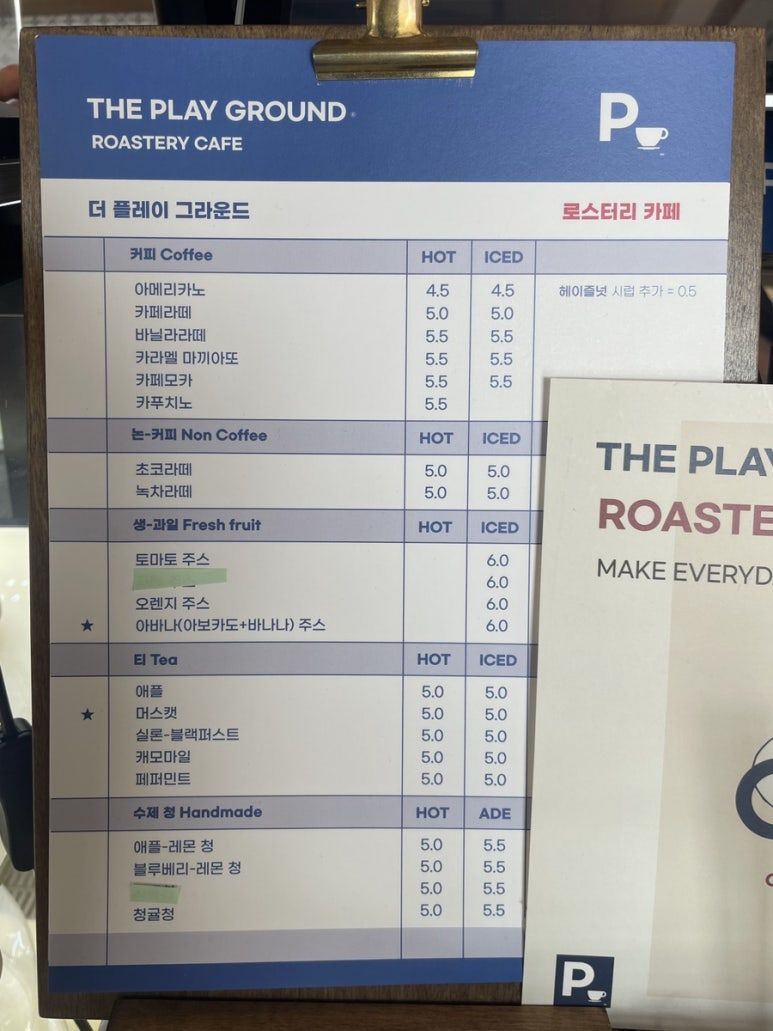 THE PLAY GROUND
ROASTERY CAFE
P
더 플레이 그라운드 로스터리 카페
커피 Coffee HOT ICED
아메리카노 4.5 4.5 헤이즐넛 시럽 추가 = 0.5
카페라떼 5.0 5.0
바닐라라떼 5.5 5.5
카라멜 마끼아또 5.5 5.5
카페모카 5.5 5.5
카푸치노 5.5
논-커피 Non Coffee HOT ICED
초코라떼 5.0 5.0
녹차라떼 5.0 5.0
생-과일 Fresh fruit HOT ICED
토마토 주스 6.0
6.0
오렌지 주스 6.0
★ 아바나(아보카도+바나나) 주스 6.0
티 Tea HOT ICED
애플 5.0 5.0
★ 머스캣 5.0 5.0
실론-블랙퍼스트 5.0 5.0
캐모마일 5.0 5.0
페퍼민트 5.0 5.0
수제 청 Handmade HOT ADE
애플-레몬 청 5.0 5.5
블루베리-레몬 청 5.0 5.5
5.0 5.5
청귤청 5.0 5.5
THE PLAY
ROASTE
MAKE EVERYDA
P